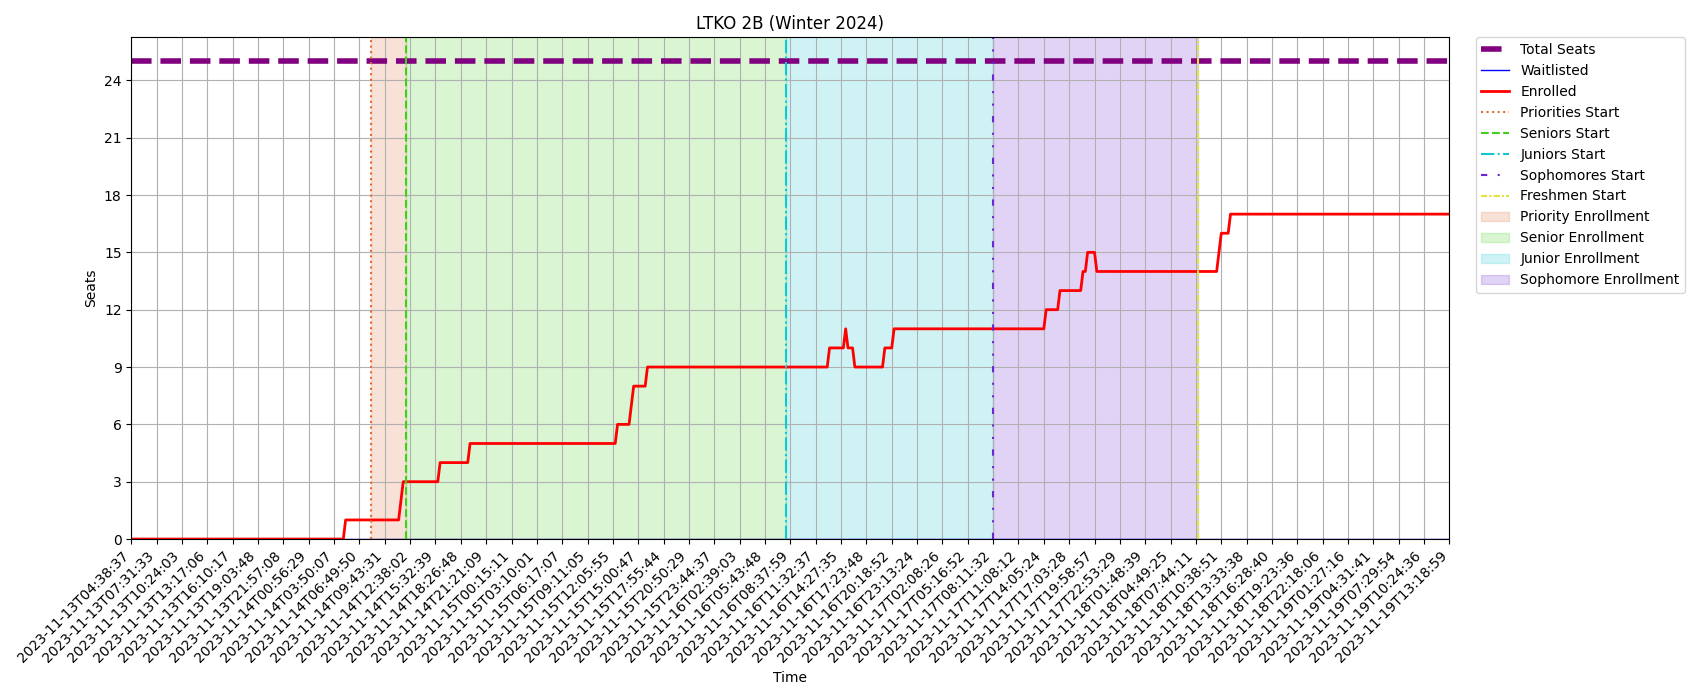 LTKO 2B (Winter 2024)
Seats
24
21
18
15
12
9
6
3
0
2023-11-13T04:38:37
2023-11-13T07:31:33
2023-11-13T10:24:03
2023-11-13T13:17:06
2023-11-13T16:10:17
2023-11-13T19:03:48
2023-11-13T21:57:08
2023-11-14T00:56:29
2023-11-14T03:50:07
2023-11-14T06:49:50
2023-11-14T09:43:31
2023-11-14T12:38:02
2023-11-14T15:32:39
2023-11-14T18:26:48
2023-11-14T21:21:09
2023-11-15T00:15:11
2023-11-15T03:10:01
2023-11-15T06:17:07
2023-11-15T09:11:05
2023-11-15T12:05:55
2023-11-15T15:00:47
2023-11-15T17:55:44
2023-11-15T20:50:29
2023-11-15T23:44:37
2023-11-16T02:39:03
2023-11-16T05:43:48
2023-11-16T08:37:59
2023-11-16T11:32:37
2023-11-16T14:27:35
2023-11-16T17:23:48
2023-11-16T20:18:52
2023-11-16T23:13:24
2023-11-17T02:08:26
2023-11-17T05:16:52
2023-11-17T08:11:32
2023-11-17T11:08:12
2023-11-17T14:05:24
2023-11-17T17:03:28
2023-11-17T19:58:57
2023-11-17T22:53:29
2023-11-18T01:48:39
2023-11-18T04:49:25
2023-11-18T07:44:11
2023-11-18T10:38:51
2023-11-18T13:33:38
2023-11-18T16:28:40
2023-11-18T19:23:36
2023-11-18T22:18:06
2023-11-19T01:27:16
2023-11-19T04:31:41
2023-11-19T07:29:54
2023-11-19T10:24:36
2023-11-19T13:18:59
Time
Total Seats
Waitlisted
Enrolled
Priorities Start
Seniors Start
Juniors Start
Sophomores Start
Freshmen Start
Priority Enrollment
Senior Enrollment
Junior Enrollment
Sophomore Enrollment